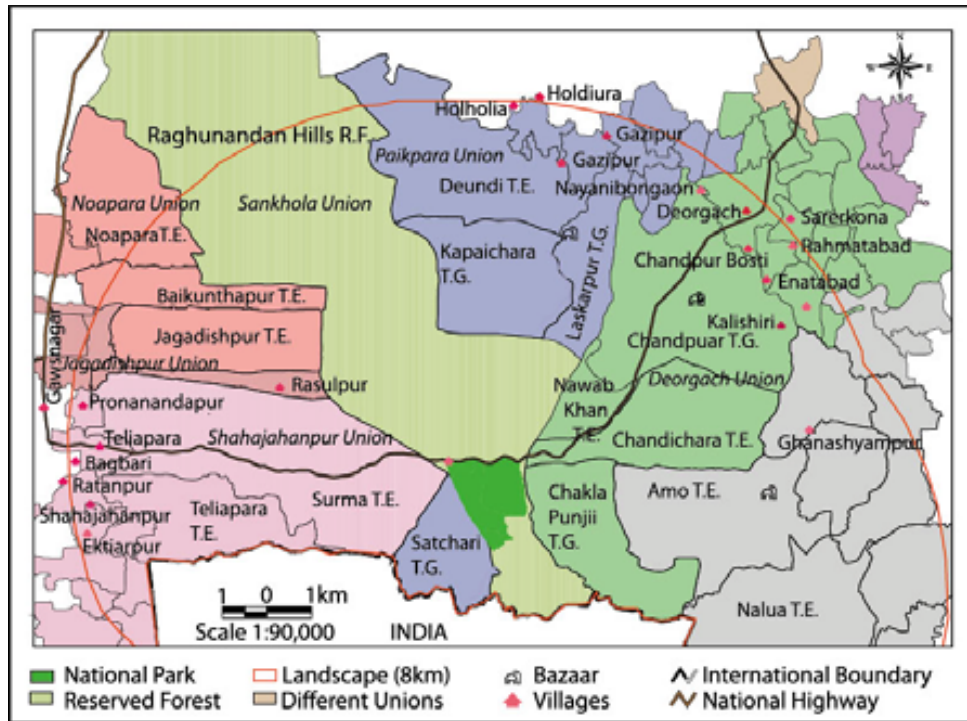 N
W E
S
Holdiura
Holholia
Raghunandan Hills R.F.
Gazipur
Paikpara Union
Gazipur
Deundi T.E.
Nayanibongaon
Noapara Union
Sankhola Union
Deorgach
Sarerkona
Noapara T.E.
Kapaichara
T.G.
Laskarpur T.G.
Chandpur Bosti
Rahmatabad
Enatabad
Baikunthapur T.E.
Kalishiri
Jagadishpur T.E.
Chandpuar T.G.
Gawsnagar
Jagadishpur Union
Rasulpur
Nawab
Khan T.E.
Deorgach Union
Pronanandapur
Shahajahanpur Union
Chandichara T.E.
Ghanashyampur
Teljapara
Bagbari
Ratanpur
Surma T.E.
Chakla
Punjii
T.G.
Amo T.E.
Shahajahanpur
Teliapara
T.E.
Ektiarpur
Satchari
T.G.
1 0 1km
Scale 1:90,000
INDIA
Nalua T.E.
National Park
Landscape (8km)
Bazaar
International Boundary
Reserved Forest
Different Unions
Villages
National Highway